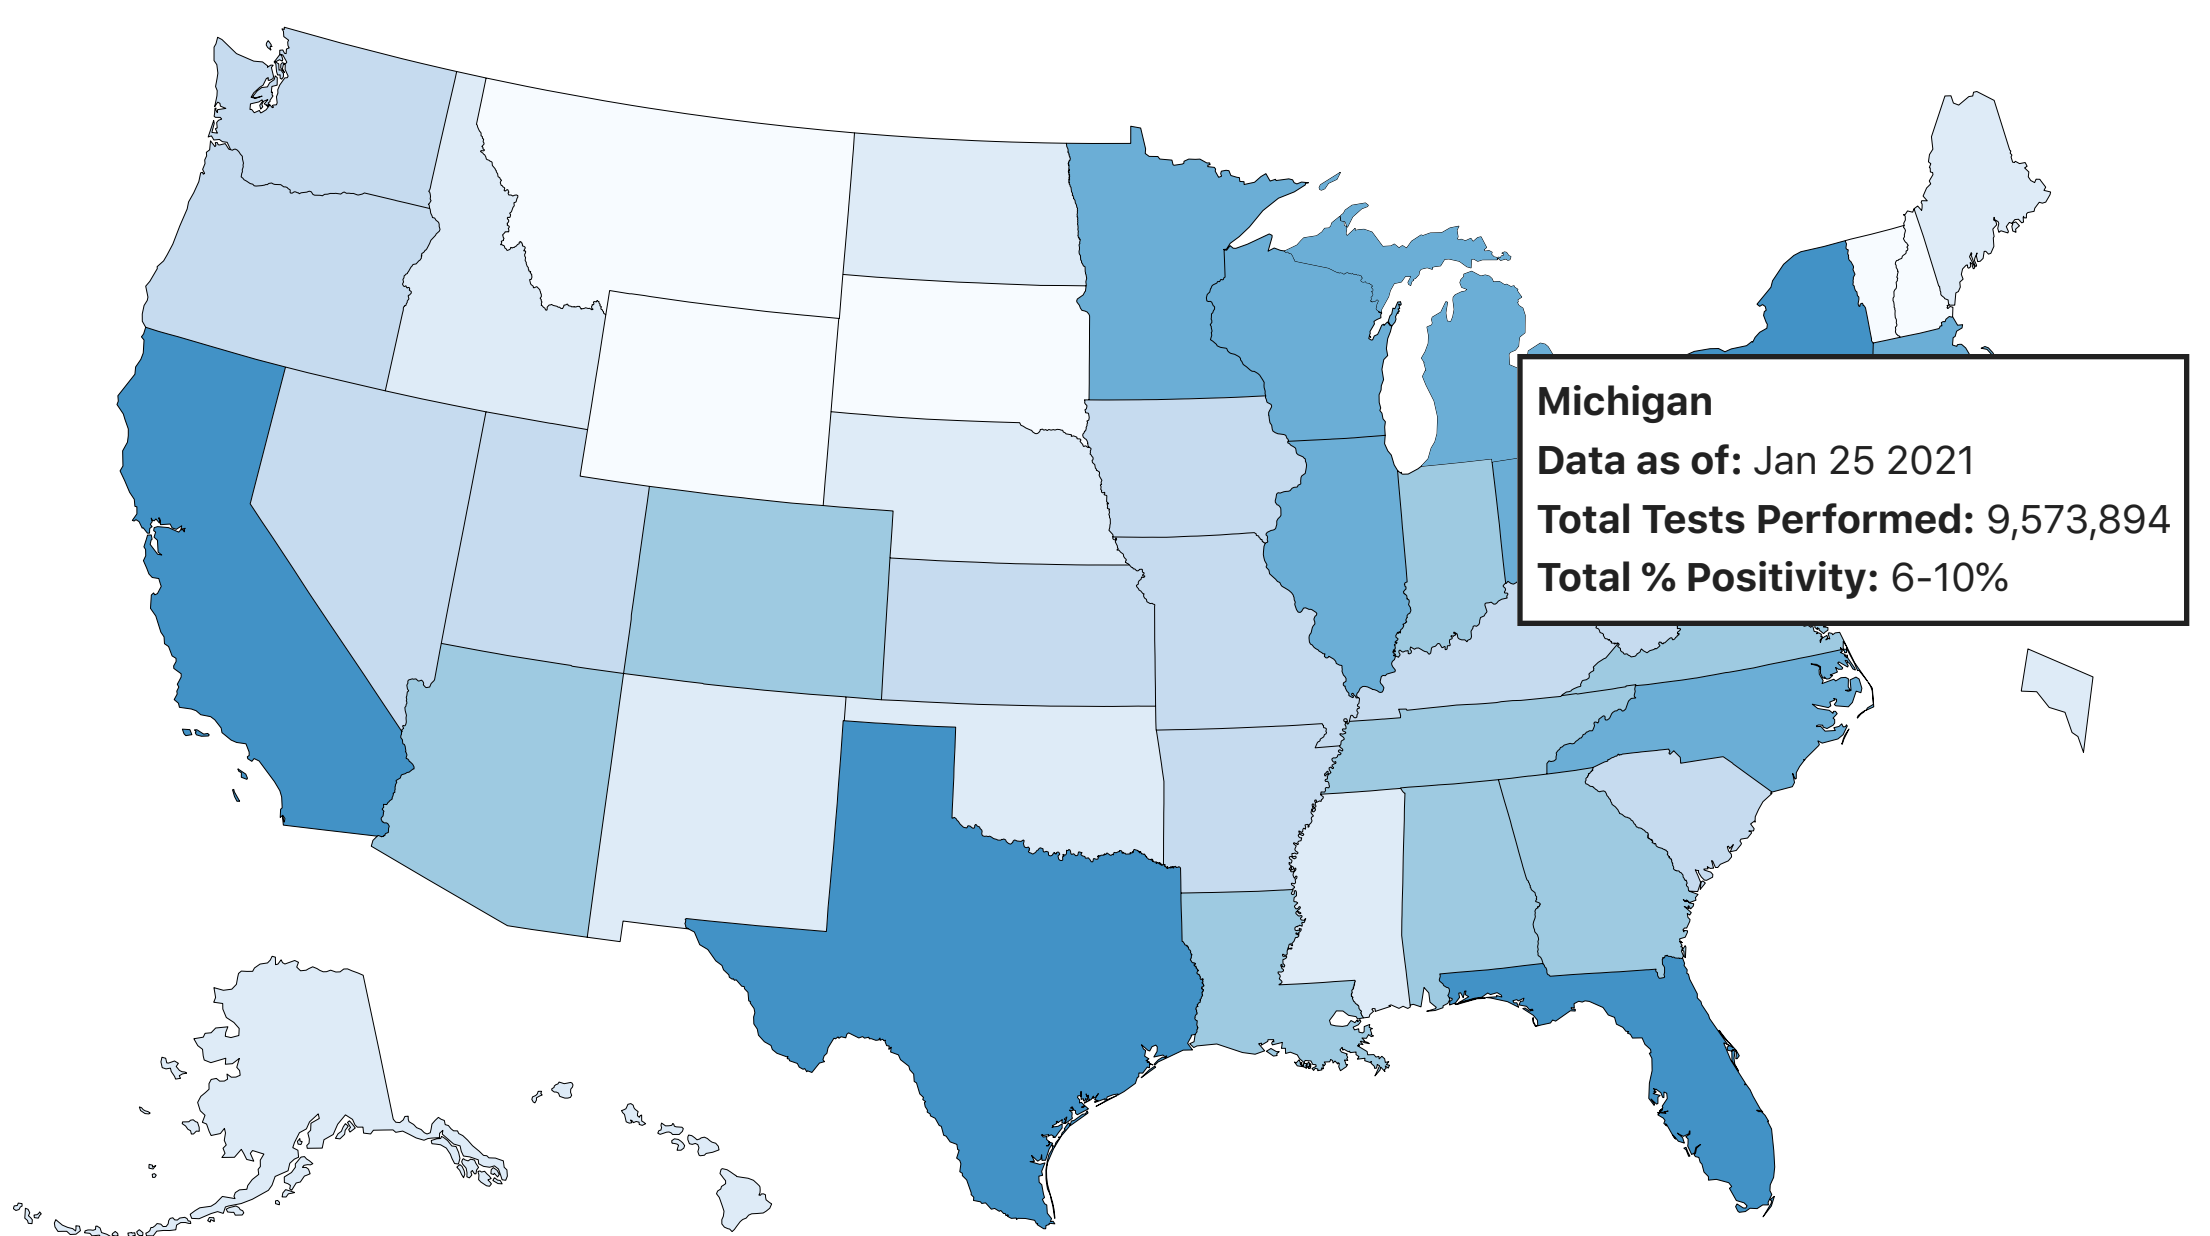 Michigan
Data as of: Jan 25 2021
Total Tests Performed: 9,573,894
Total % Positivity: 6-10%